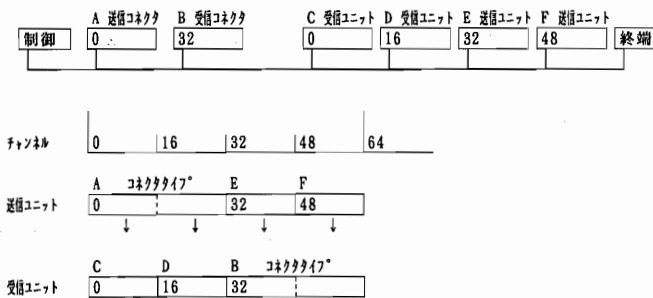 A 送信コネクタ B 受信コネクタ C 受信ユニット D 受信ユニット E 送信ユニット F 送信ユニット
制御 0 32 0 16 32 48 終端
チャンネル 0 16 32 48 64
A コネクタタイプ E F
送信ユニット 0 32 48
↓ ↓ ↓ ↓
C D B コネクタタイプ
受信ユニット 0 16 32